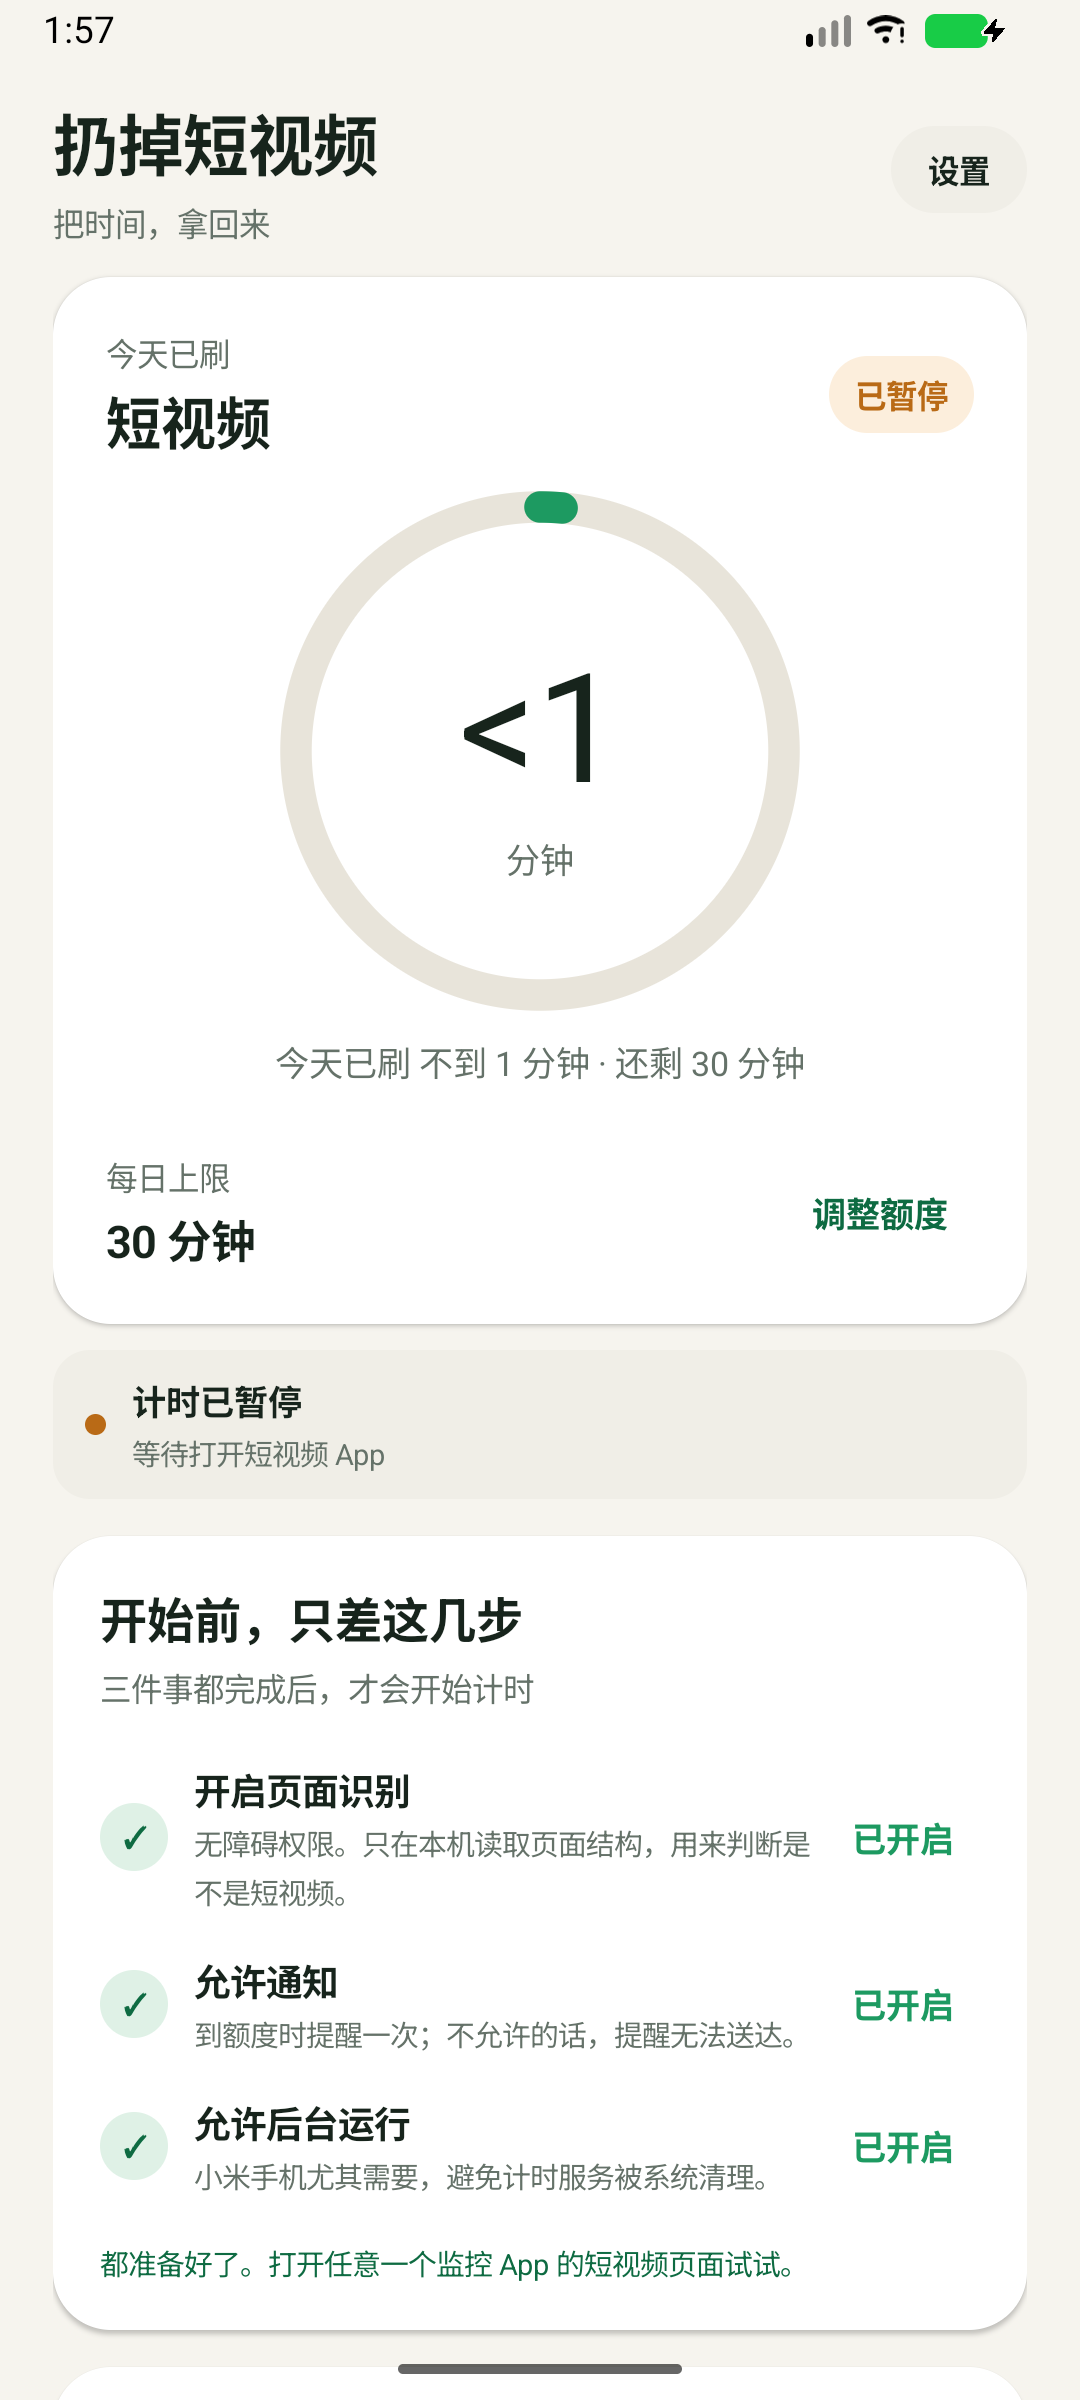 1:57
扔掉短视频
把时间，拿回来
设置
今天已刷
短视频
已暂停
<1
分钟
今天已刷 不到 1 分钟 · 还剩 30 分钟
每日上限
30 分钟
调整额度
计时已暂停
等待打开短视频 App
开始前，只差这几步
三件事都完成后，才会开始计时
开启页面识别
无障碍权限。只在本机读取页面结构，用来判断是
不是短视频。
已开启
允许通知
到额度时提醒一次；不允许的话，提醒无法送达。
已开启
允许后台运行
小米手机尤其需要，避免计时服务被系统清理。
已开启
都准备好了。打开任意一个监控 App 的短视频页面试试。